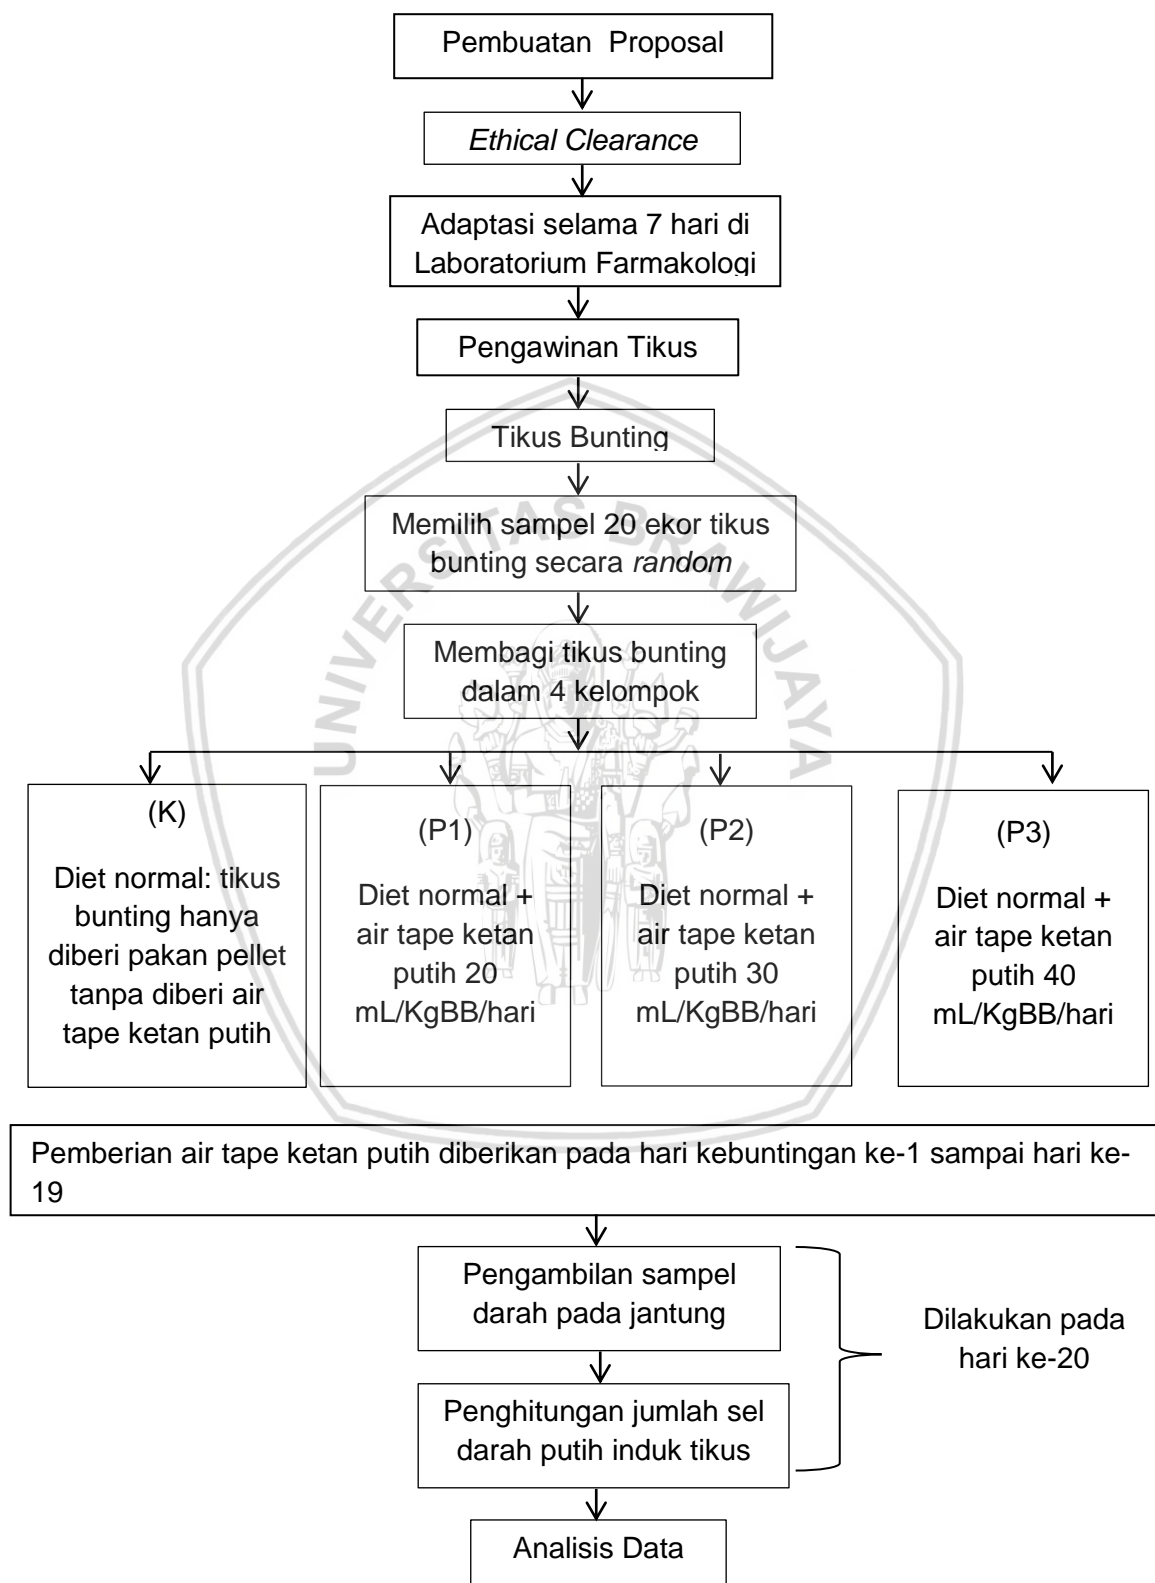 Pembuatan Proposal
Ethical Clearance
Adaptasi selama 7 hari di
Laboratorium Farmakologi
Pengawinan Tikus
Tikus Bunting
Memilih sampel 20 ekor tikus
bunting secara random
Membagi tikus bunting
dalam 4 kelompok
(K)
Diet normal: tikus
bunting hanya
diberi pakan pellet
tanpa diberi air
tape ketan putih
(P1)
Diet normal +
air tape ketan
putih 20
mL/KgBB/hari
(P2)
Diet normal +
air tape ketan
putih 30
mL/KgBB/hari
(P3)
Diet normal +
air tape ketan
putih 40
mL/KgBB/hari
Pemberian air tape ketan putih diberikan pada hari kebuntingan ke-1 sampai hari ke-
19
Pengambilan sampel
darah pada jantung
Penghitungan jumlah sel
darah putih induk tikus
Dilakukan pada
hari ke-20
Analisis Data
UNIVERSITAS BRAWIJAYA